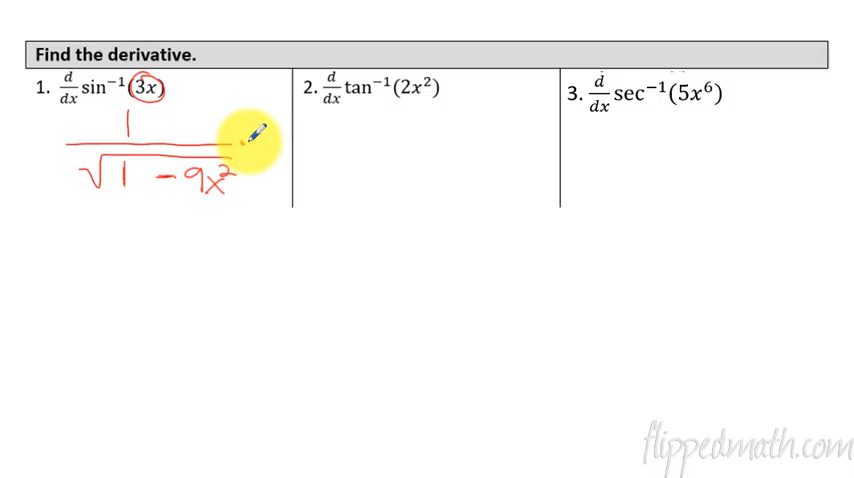 Find the derivative.
1. d/dx sin⁻¹(3x)
1/√(1 - 9x²) ·
2. d/dx tan⁻¹(2x²)
3. d/dx sec⁻¹(5x⁶)
flippedmath.com